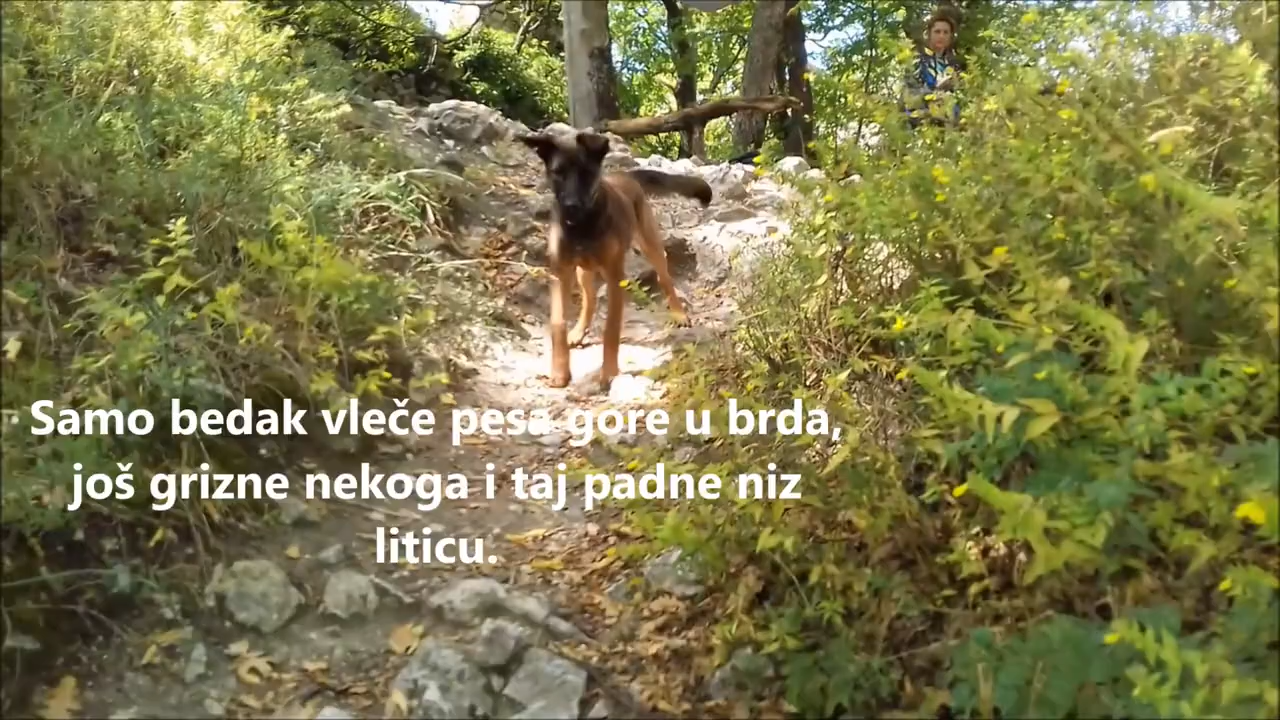 Samo bedak vleče pesa gore u brda,
još grizne nekoga i taj padne niz
liticu.